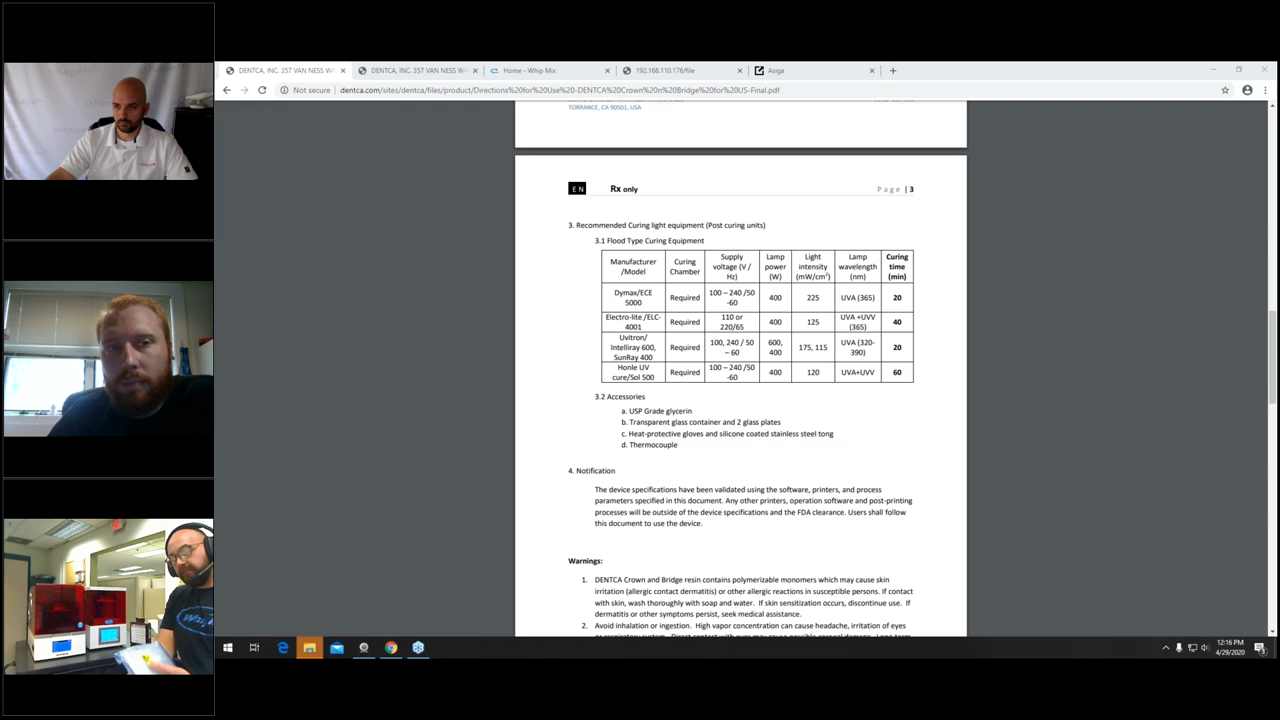 DENTCA, INC. 357 VAN NESS W
DENTCA, INC. 357 VAN NESS W
Home - Whip Mix
192.168.110.176/file
Asiga
Not secure | dentca.com/sites/dentca/files/product/Directions%20for%20Use%20-DENTCA%20Crown%20n%20Bridge%20for%20US-Final.pdf
TORRANCE, CA 90501, USA
EN Rx only Page | 3
3. Recommended Curing light equipment (Post curing units)
3.1 Flood Type Curing Equipment
Manufacturer /Model Curing Chamber Supply voltage (V / Hz) Lamp power (W) Light intensity (mW/cm²) Lamp wavelength (nm) Curing time (min)
Dymax/ECE 5000 Required 100 – 240 /50 -60 400 225 UVA (365) 20
Electro-lite /ELC-4001 Required 110 or 220/65 400 125 UVA +UVV (365) 40
Uvitron/ Intelliray 600, SunRay 400 Required 100, 240 / 50 – 60 600, 400 175, 115 UVA (320-390) 20
Honle UV cure/Sol 500 Required 100 – 240 /50 -60 400 120 UVA+UVV 60
3.2 Accessories
a. USP Grade glycerin
b. Transparent glass container and 2 glass plates
c. Heat-protective gloves and silicone coated stainless steel tong
d. Thermocouple
4. Notification
The device specifications have been validated using the software, printers, and process
parameters specified in this document. Any other printers, operation software and post-printing
processes will be outside of the device specifications and the FDA clearance. Users shall follow
this document to use the device.
Warnings:
1. DENTCA Crown and Bridge resin contains polymerizable monomers which may cause skin
irritation (allergic contact dermatitis) or other allergic reactions in susceptible persons. If contact
with skin, wash thoroughly with soap and water. If skin sensitization occurs, discontinue use. If
dermatitis or other symptoms persist, seek medical assistance.
2. Avoid inhalation or ingestion. High vapor concentration can cause headache, irritation of eyes
12:16 PM
4/29/2020